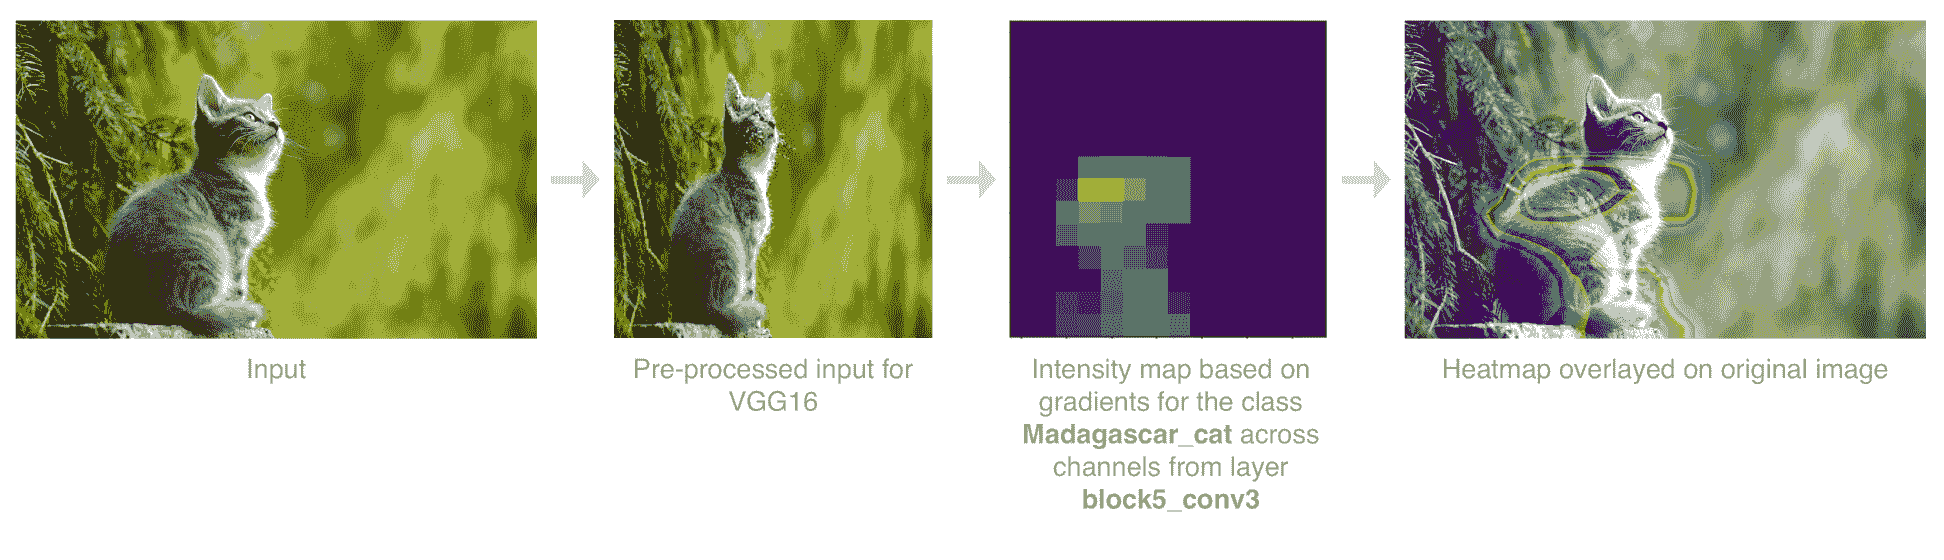 Input
Pre-processed input for
VGG16
Intensity map based on
gradients for the class
Madagascar_cat across
channels from layer
block5_conv3
Heatmap overlayed on original image